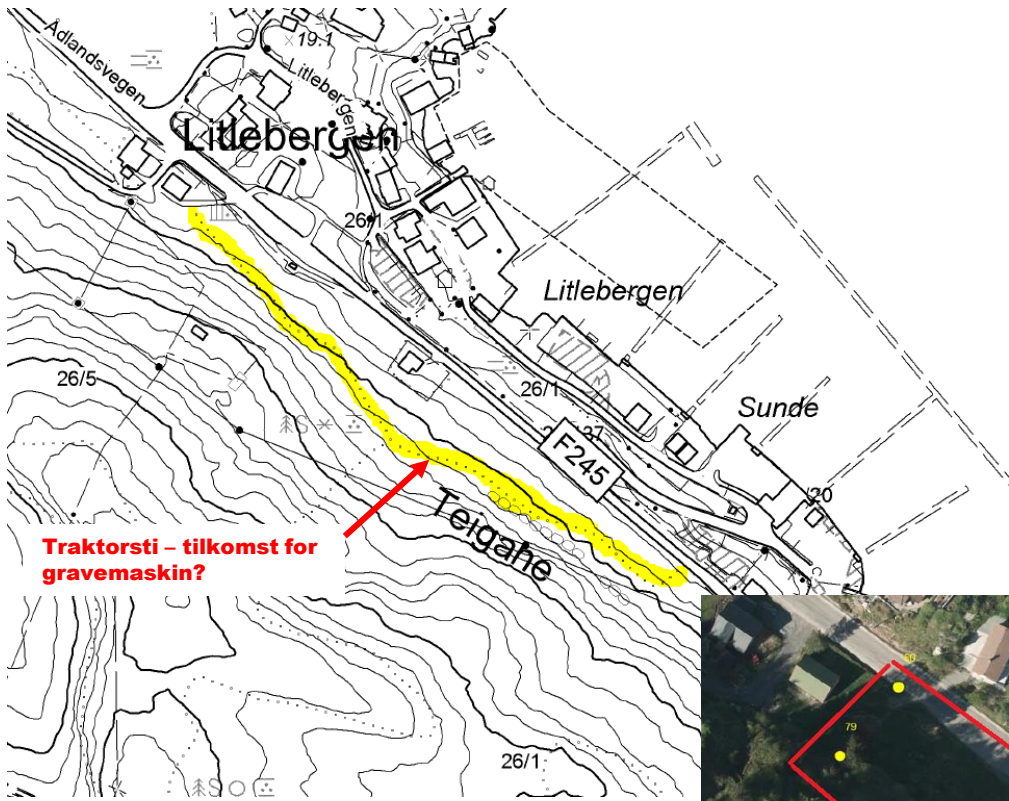 Ådlandsvegen
19.1
Litlebergen
Litlebergen
26/1
Litlebergen
26/5
26/1
Sunde
37
F245
/20
Teigane
Traktorsti – tilkomst for
gravemaskin?
26/1
79